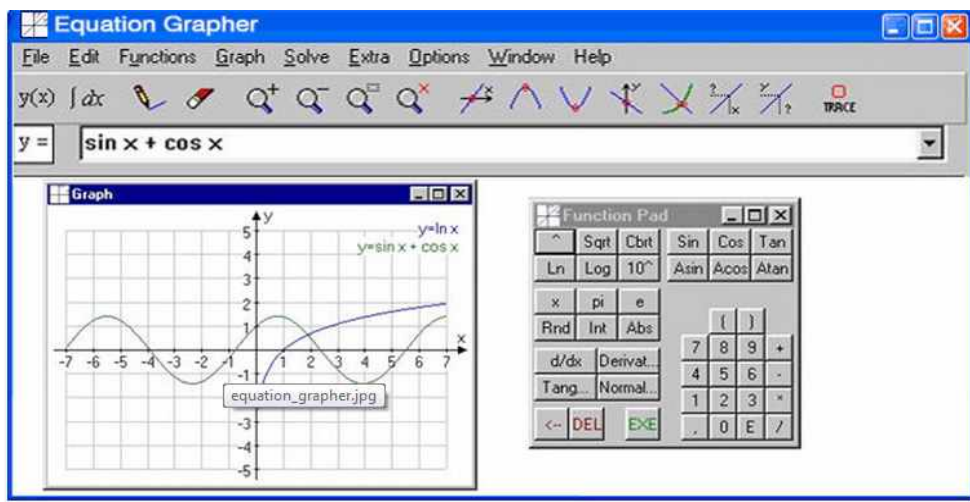 Equation Grapher
File Edit Functions Graph Solve Extra Options Window Help
y(x) ∫ dx TRACE
y = sin x + cos x
Graph
y
y=ln x
y=sin x + cos x
5
4
3
2
1
x
-7 -6 -5 -4 -3 -2 -1 0 1 2 3 4 5 6 7
-1
equation_grapher.jpg
-3
-4
-5
Function Pad
^ Sqrt Cbrt Sin Cos Tan
Ln Log 10^ Asin Acos Atan
x pi e
( )
Rnd Int Abs
7 8 9 +
d/dx Derivat...
4 5 6 -
Tang... Normal...
1 2 3 *
<-- DEL EXE
. 0 E /